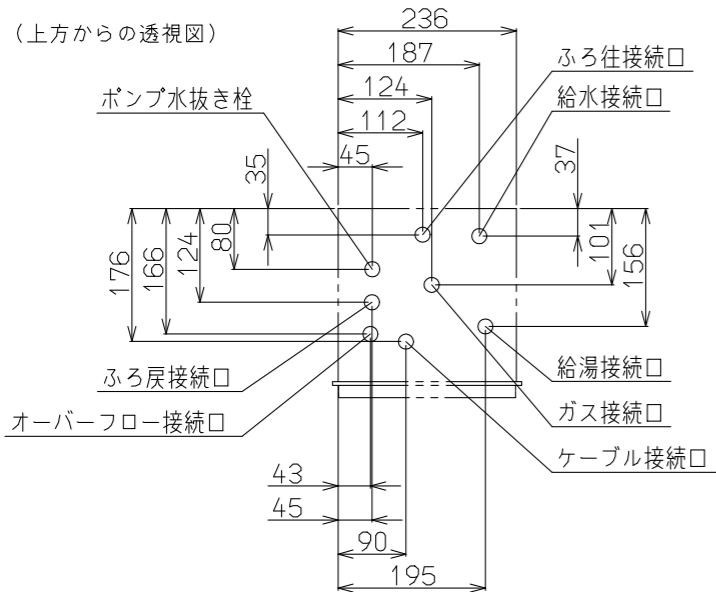 （上方からの透視図）
236
187
ふろ往接続口
124
ポンプ水抜き栓
給水接続口
112
45
35
37
80
124
166
176
101
156
ふろ戻接続口
給湯接続口
オーバーフロー接続口
ガス接続口
ケーブル接続口
43
45
90
195